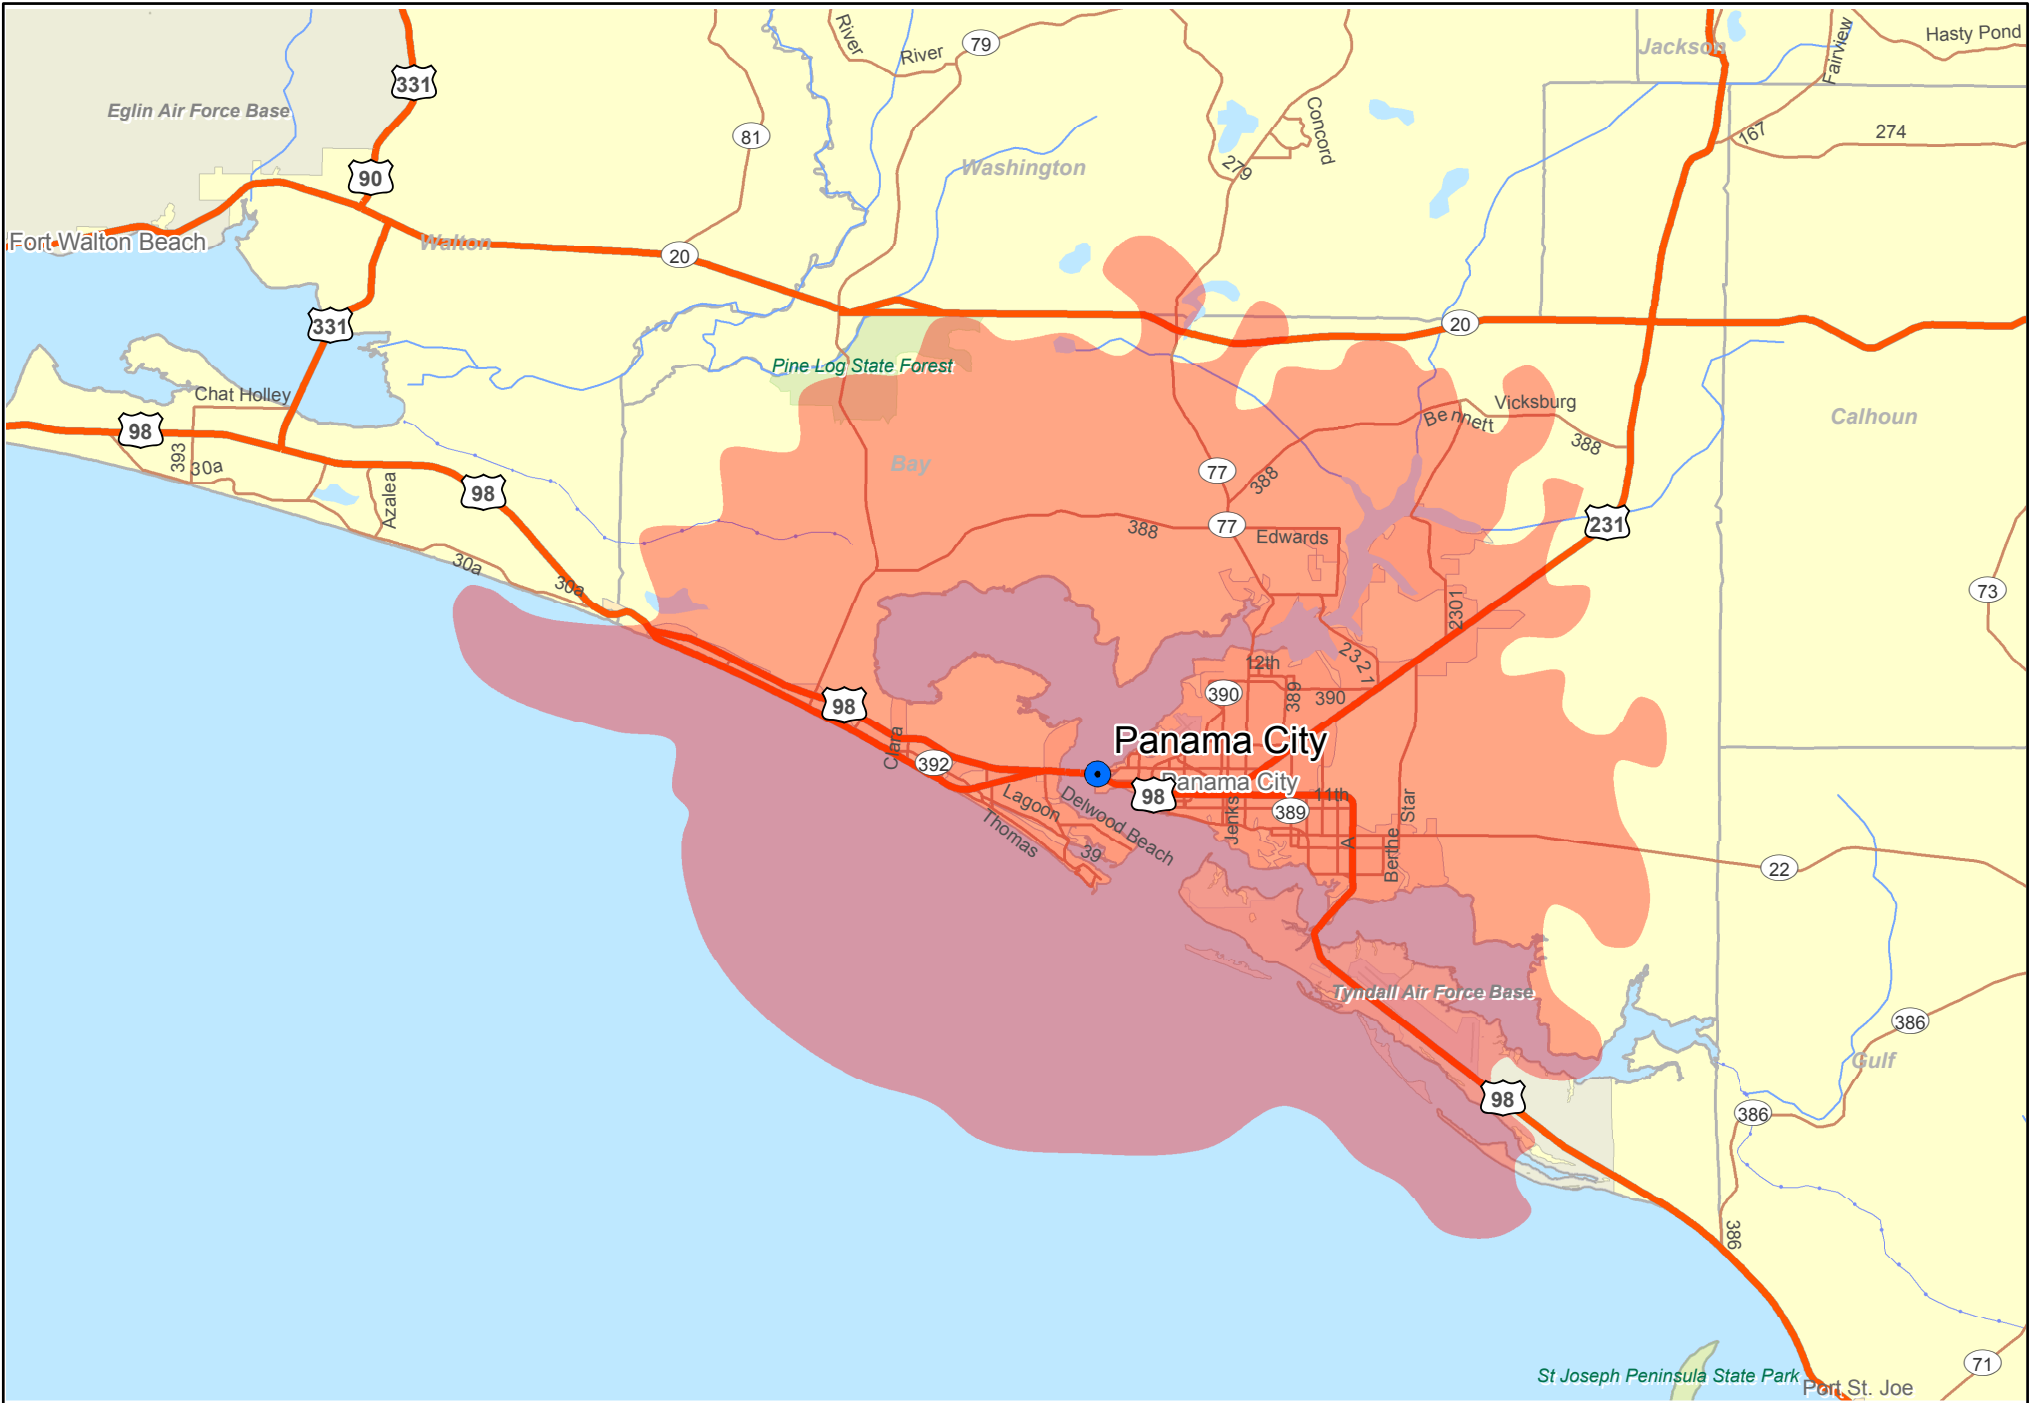 River
River
79
Jackson
Fairview
Hasty Pond
331
Eglin Air Force Base
Concord
81
167
274
279
Washington
90
Fort Walton Beach
Walton
20
331
20
Pine Log State Forest
Chat Holley
Vicksburg
Bennett
388
Calhoun
98
393
30a
Bay
77
388
98
Azalea
388
77
Edwards
231
30a
30a
73
2301
12th
2321
390
389
390
98
Clara
Panama City
392
Panama City
98
Lagoon
Delwood Beach
Thomas
39
Jenks
389
11th
Star
A
Berthe
22
Tyndall Air Force Base
386
Gulf
98
386
386
St Joseph Peninsula State Park
71
Port St. Joe